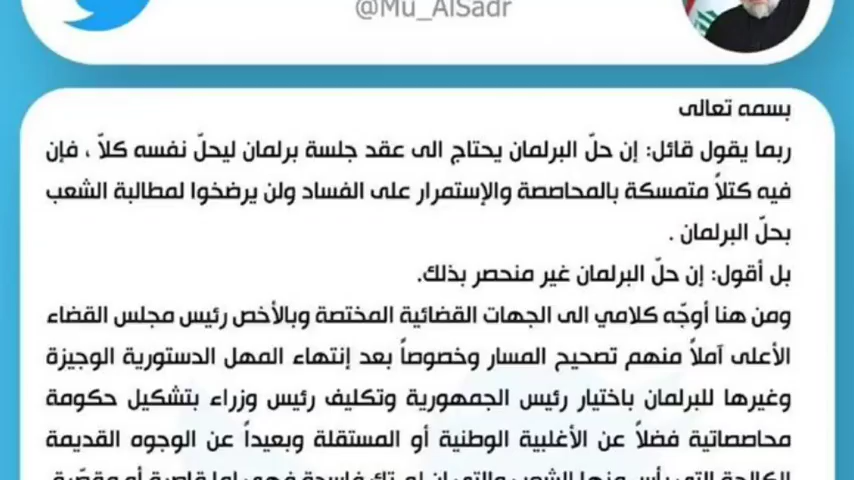 @Mu_AlSadr
بسمه تعالى
ربما يقول قائل: إن حلّ البرلمان يحتاج الى عقد جلسة برلمان ليحلّ نفسه كلاّ ، فإن
فيه كتلاً متمسكة بالمحاصصة والإستمرار على الفساد ولن يرضخوا لمطالبة الشعب
بحلّ البرلمان .
بل أقول: إن حلّ البرلمان غير منحصر بذلك.
ومن هنا أوجّه كلامي الى الجهات القضائية المختصة وبالأخص رئيس مجلس القضاء
الأعلى آملاً منهم تصحيح المسار وخصوصاً بعد إنتهاء المهل الدستورية الوجيزة
وغيرها للبرلمان باختيار رئيس الجمهورية وتكليف رئيس وزراء بتشكيل حكومة
محاصصاتية فضلاً عن الأغلبية الوطنية أو المستقلة وبعيداً عن الوجوه القديمة